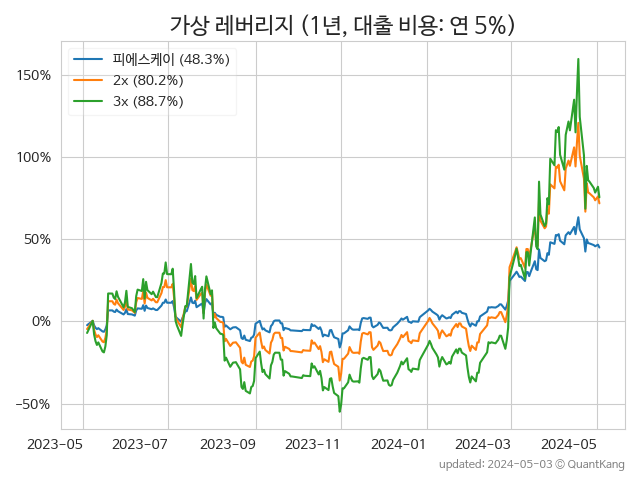 가상 레버리지 (1년, 대출 비용: 연 5%)
피에스케이 (48.3%)
2x (80.2%)
3x (88.7%)
150%
100%
50%
0%
−50%
2023-05 2023-07 2023-09 2023-11 2024-01 2024-03 2024-05
updated: 2024-05-03 © QuantKang